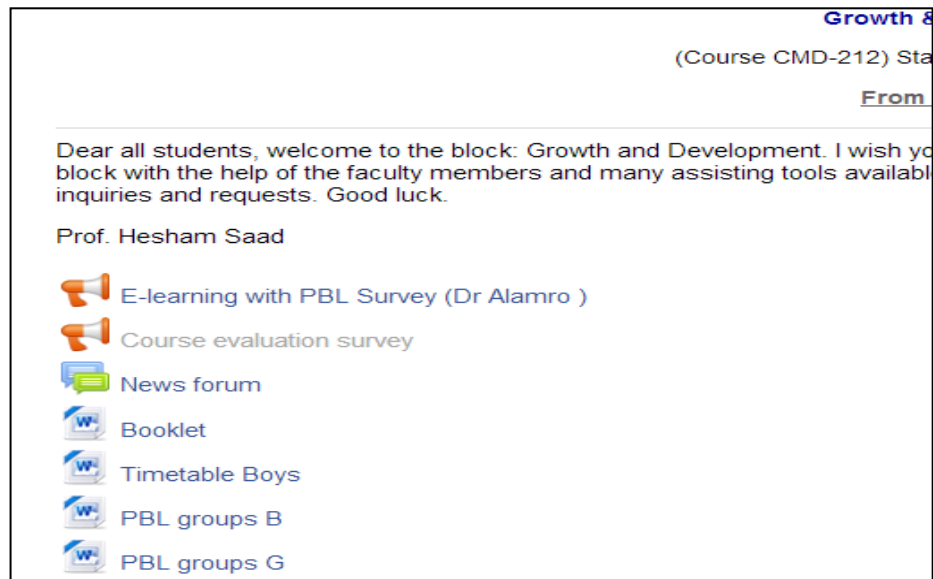 Growth &
(Course CMD-212) Sta
From
Dear all students, welcome to the block: Growth and Development. I wish yo
block with the help of the faculty members and many assisting tools availabl
inquiries and requests. Good luck.
Prof. Hesham Saad
E-learning with PBL Survey (Dr Alamro )
Course evaluation survey
News forum
Booklet
Timetable Boys
PBL groups B
PBL groups G